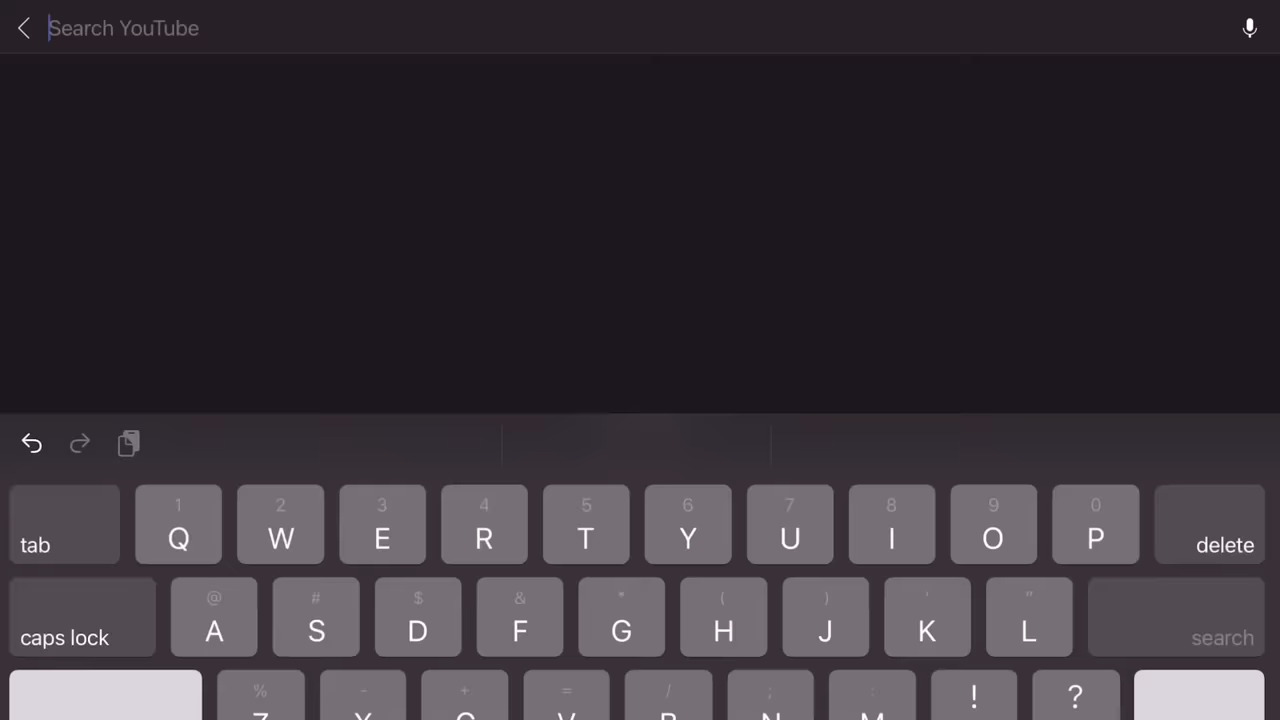 Search YouTube
1 2 3 4 5 6 7 8 9 0
tab Q W E R T Y U I O P delete
@ # $ & * ( ) ' "
caps lock A S D F G H J K L search
% - + = / ; : ! ?
Z X C V B N M